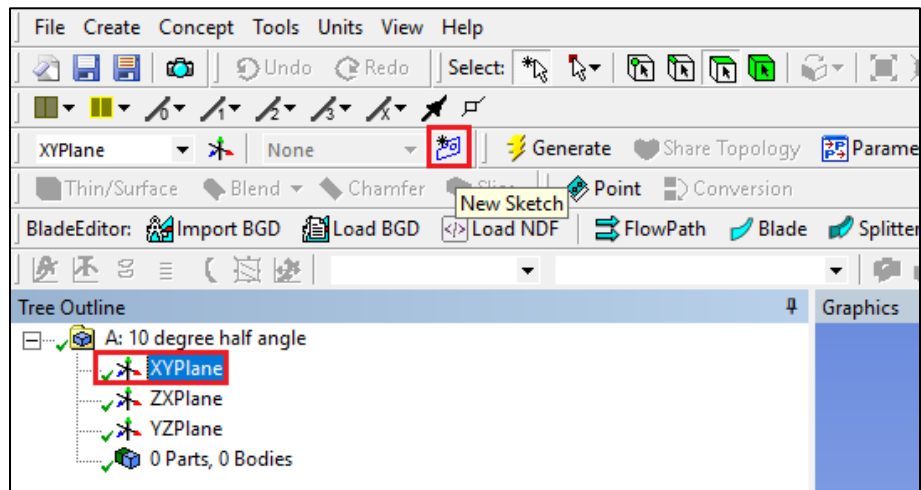 File Create Concept Tools Units View Help
Undo Redo Select:
XYPlane None Generate Share Topology Parame
Thin/Surface Blend Chamfer Slice Point Conversion
New Sketch
BladeEditor: Import BGD Load BGD Load NDF FlowPath Blade Splitter
Tree Outline Graphics
A: 10 degree half angle
XYPlane
ZXPlane
YZPlane
0 Parts, 0 Bodies